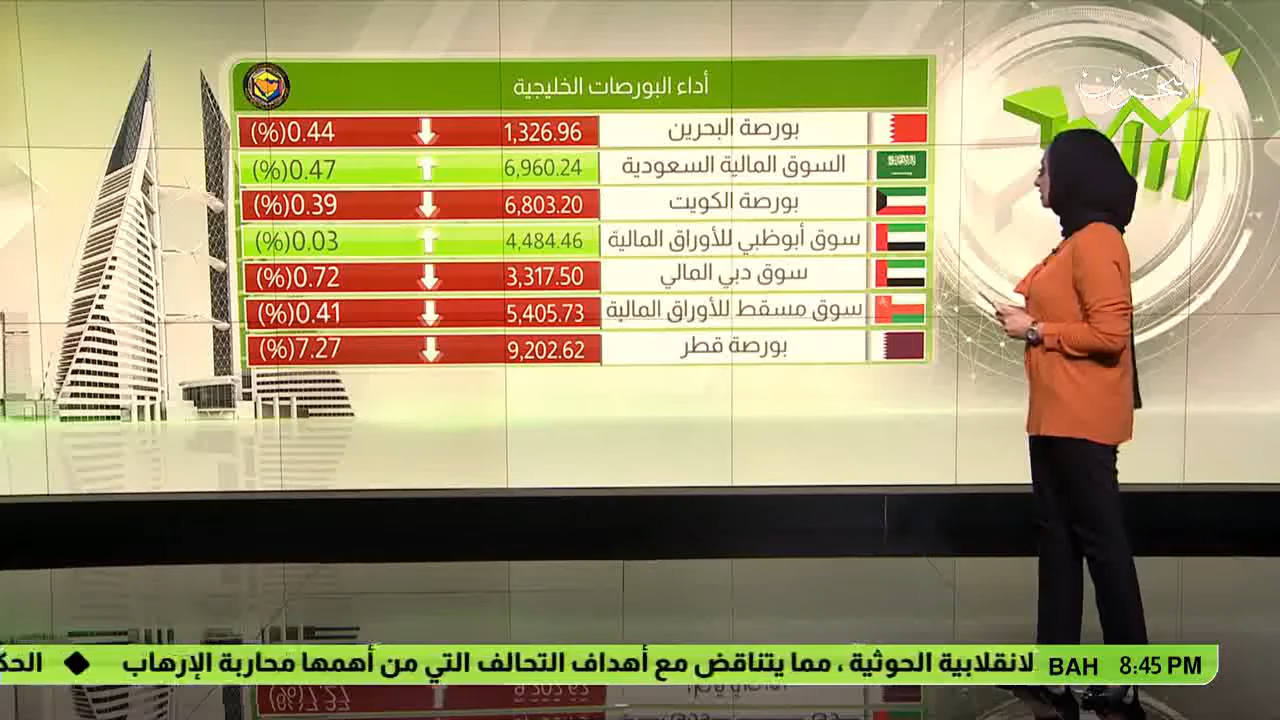 البحرين
أداء البورصات الخليجية
بورصة البحرين 1,326.96 0.44(%)
السوق المالية السعودية 6,960.24 0.47(%)
بورصة الكويت 6,803.20 0.39(%)
سوق أبوظبي للأوراق المالية 4,484.46 0.03(%)
سوق دبي المالي 3,317.50 0.72(%)
سوق مسقط للأوراق المالية 5,405.73 0.41(%)
بورصة قطر 9,202.62 7.27(%)
BAH 8:45 PM
لانقلابية الحوثية ، مما يتناقض مع أهداف التحالف التي من أهمها محاربة الإرهاب ◆ الحك